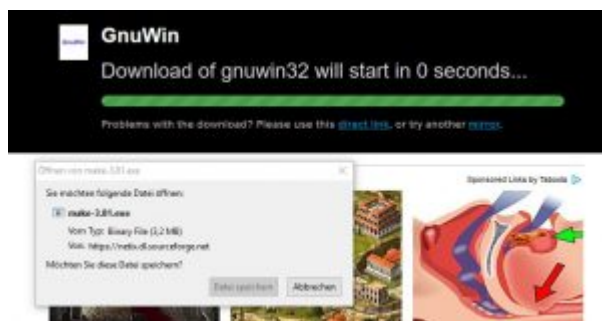 GnuWin
Download of gnuwin32 will start in 0 seconds...
Problems with the download? Please use this direct link, or try another mirror.
Öffnen von make-3.81.exe
Sie möchten folgende Datei öffnen:
make-3.81.exe
Vom Typ: Binary File (3,2 MB)
Von: https://netix.dl.sourceforge.net
Möchten Sie diese Datei speichern?
Datei speichern
Abbrechen
Sponsored Links by Taboola